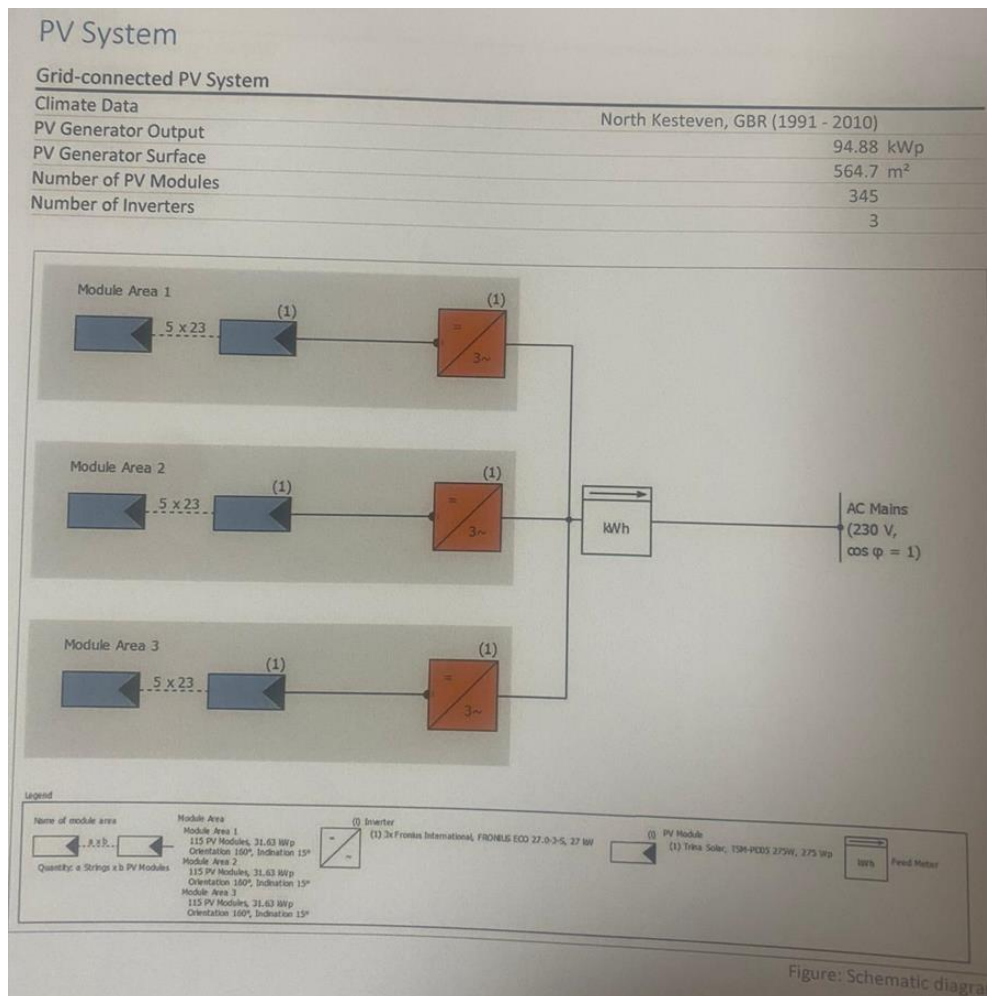 PV System
Grid-connected PV System
Climate Data North Kesteven, GBR (1991 - 2010)
PV Generator Output 94.88 kWp
PV Generator Surface 564.7 m²
Number of PV Modules 345
Number of Inverters 3
Module Area 1
5 x 23
(1)
(1)
=
3~
Module Area 2
5 x 23
(1)
(1)
=
3~
kWh
AC Mains
(230 V,
cos φ = 1)
Module Area 3
5 x 23
(1)
(1)
=
3~
Legend
Name of module area
a x b
Quantity: a Strings x b PV Modules
Module Area
Module Area 1
115 PV Modules, 31.63 kWp
Orientation 160°, Inclination 15°
Module Area 2
115 PV Modules, 31.63 kWp
Orientation 160°, Inclination 15°
Module Area 3
115 PV Modules, 31.63 kWp
Orientation 160°, Inclination 15°
(i) Inverter
(1) 3x Fronius International, FRONIUS ECO 27.0-3-S, 27 kW
(i) PV Module
(1) Trina Solar, TSM-PD05 275W, 275 Wp
kWh
Feed Meter
Figure: Schematic diagra